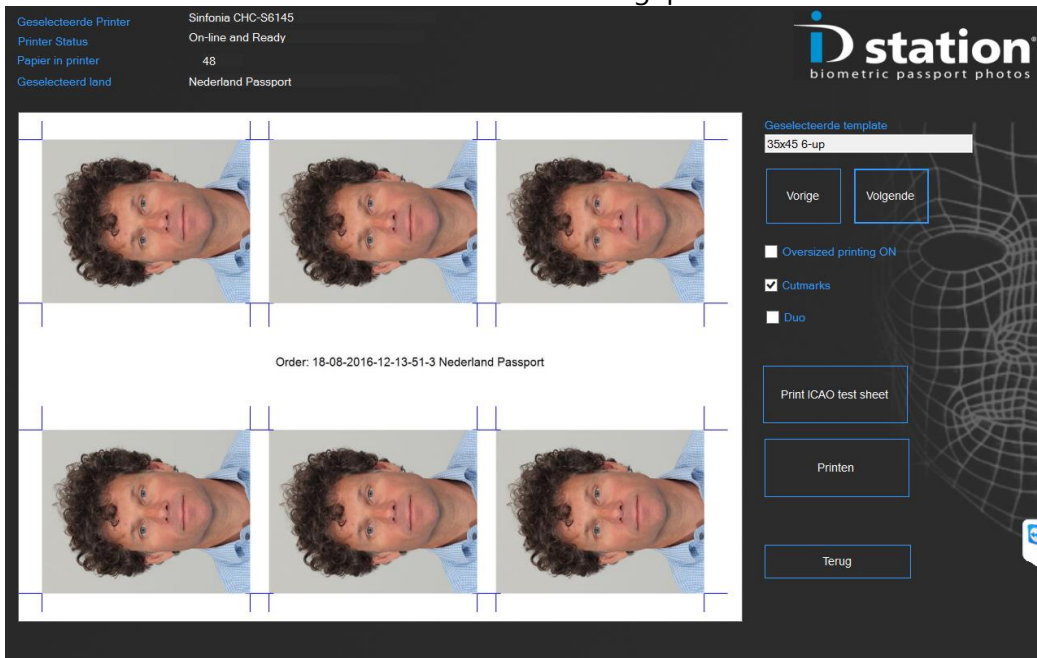 Geselecteerde Printer Sinfonia CHC-S6145
Printer Status On-line and Ready
Papier in printer 48
Geselecteerd land Nederland Passport
iD station®
biometric passport photos
Geselecteerde template
35x45 6-up
Vorige Volgende
Oversized printing ON
Cutmarks
Duo
Order: 18-08-2016-12-13-51-3 Nederland Passport
Print ICAO test sheet
Printen
Terug